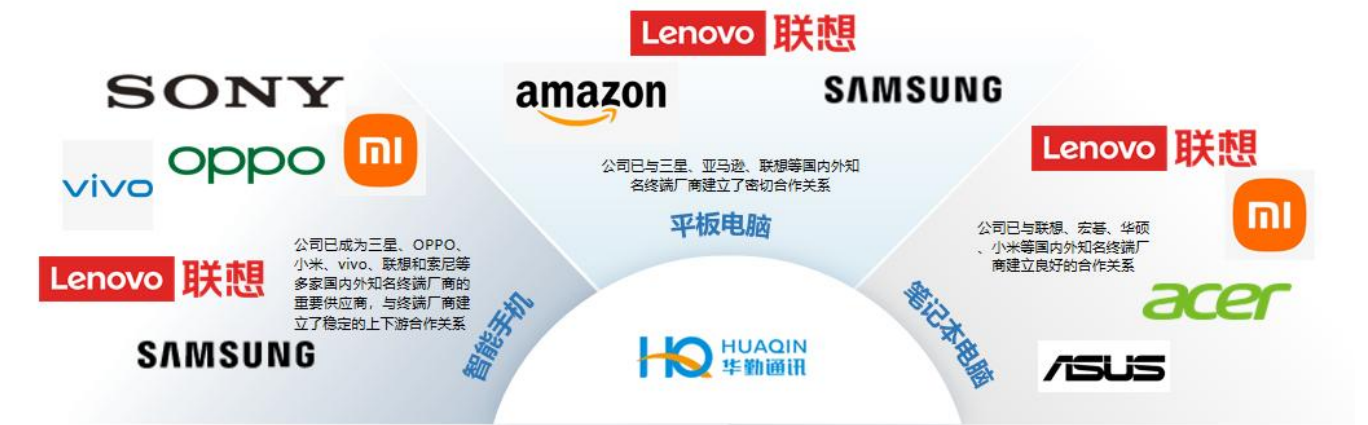 SONY
vivo
oppo
mi
公司已成为三星、OPPO、
小米、vivo、联想和索尼等
多家国内外知名终端厂商的
重要供应商，与终端厂商建
立了稳定的上下游合作关系
Lenovo 联想
SAMSUNG
智能手机
Lenovo 联想
amazon
SAMSUNG
公司已与三星、亚马逊、联想等国内外知
名终端厂商建立了密切合作关系
平板电脑
HQ HUAQIN
华勤通讯
Lenovo 联想
mi
公司已与联想、宏碁、华硕
、小米等国内外知名终端厂
商建立良好的合作关系
acer
ASUS
笔记本电脑